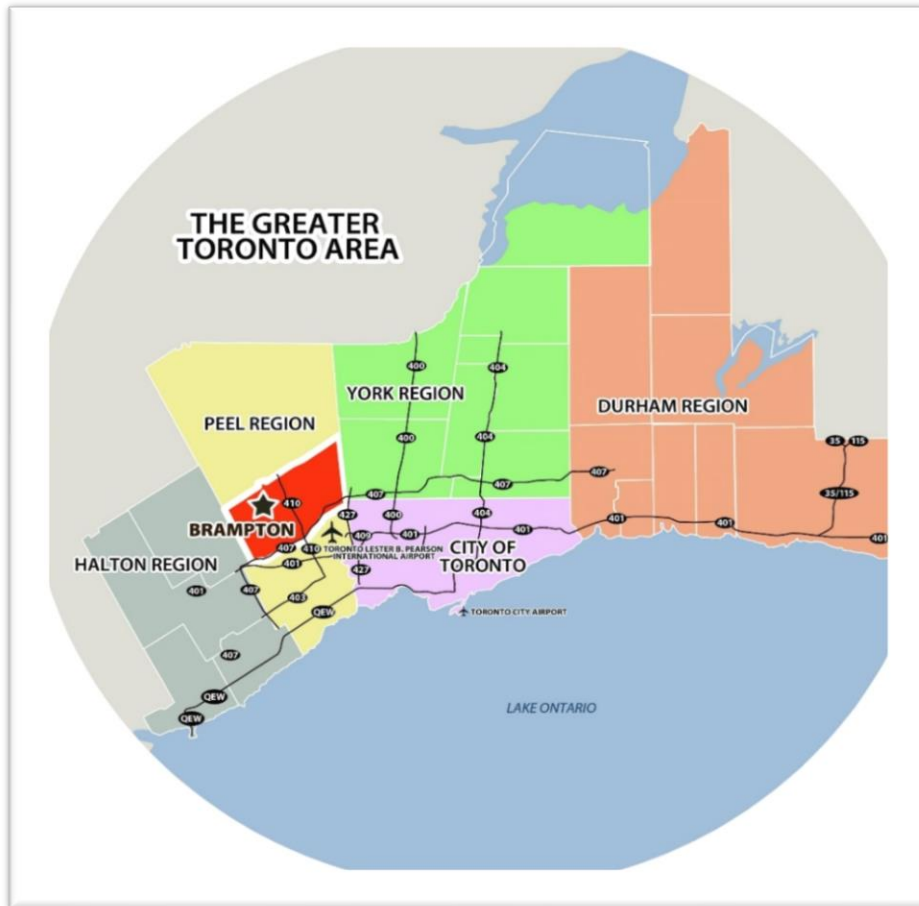 THE GREATER
TORONTO AREA
400
404
YORK REGION
DURHAM REGION
PEEL REGION
400
404
35
115
407
407
410
407
35/115
BRAMPTON
427
400
404
401
401
409
401
401
401
407
410
TORONTO LESTER B. PEARSON
INTERNATIONAL AIRPORT
CITY OF
TORONTO
HALTON REGION
401
427
401
407
403
QEW
TORONTO CITY AIRPORT
407
QEW
LAKE ONTARIO
QEW